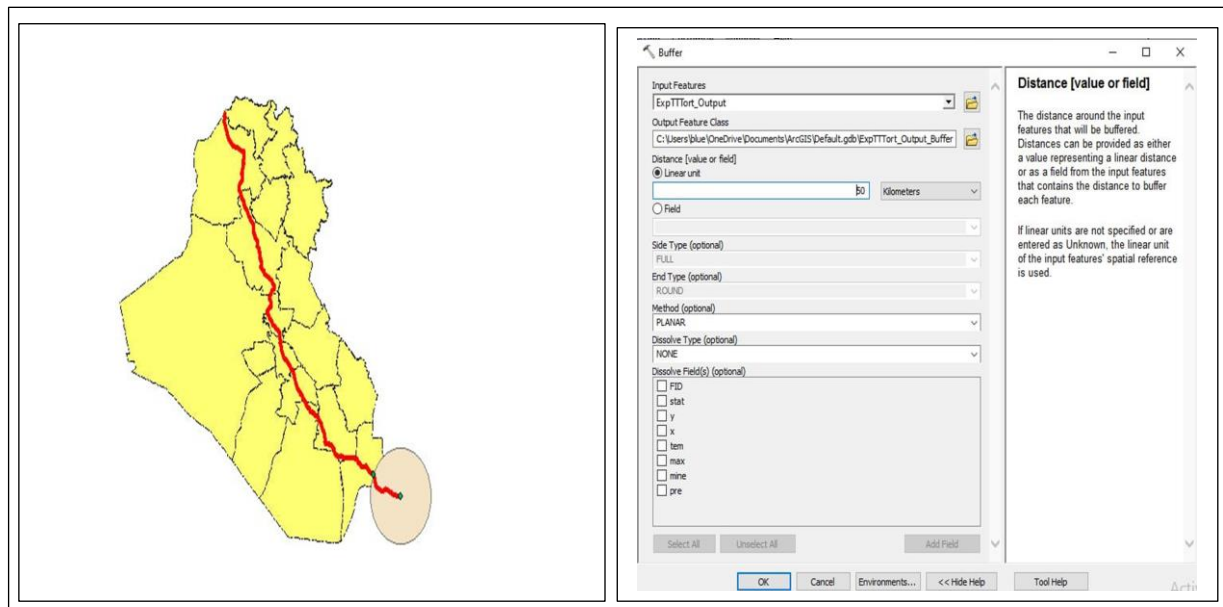 Buffer
Input Features
ExpTTTort_Output
Output Feature Class
C:\Users\blue\OneDrive\Documents\ArcGIS\Default.gdb\ExpTTTort_Output_Buffer
Distance [value or field]
Linear unit
50 Kilometers
Field
Side Type (optional)
FULL
End Type (optional)
ROUND
Method (optional)
PLANAR
Dissolve Type (optional)
NONE
Dissolve Field(s) (optional)
FID
stat
y
x
tem
max
mine
pre
Select All Unselect All Add Field
OK Cancel Environments... << Hide Help Tool Help
Distance [value or field]
The distance around the input
features that will be buffered.
Distances can be provided as either
a value representing a linear distance
or as a field from the input features
that contains the distance to buffer
each feature.
If linear units are not specified or are
entered as Unknown, the linear unit
of the input features' spatial reference
is used.